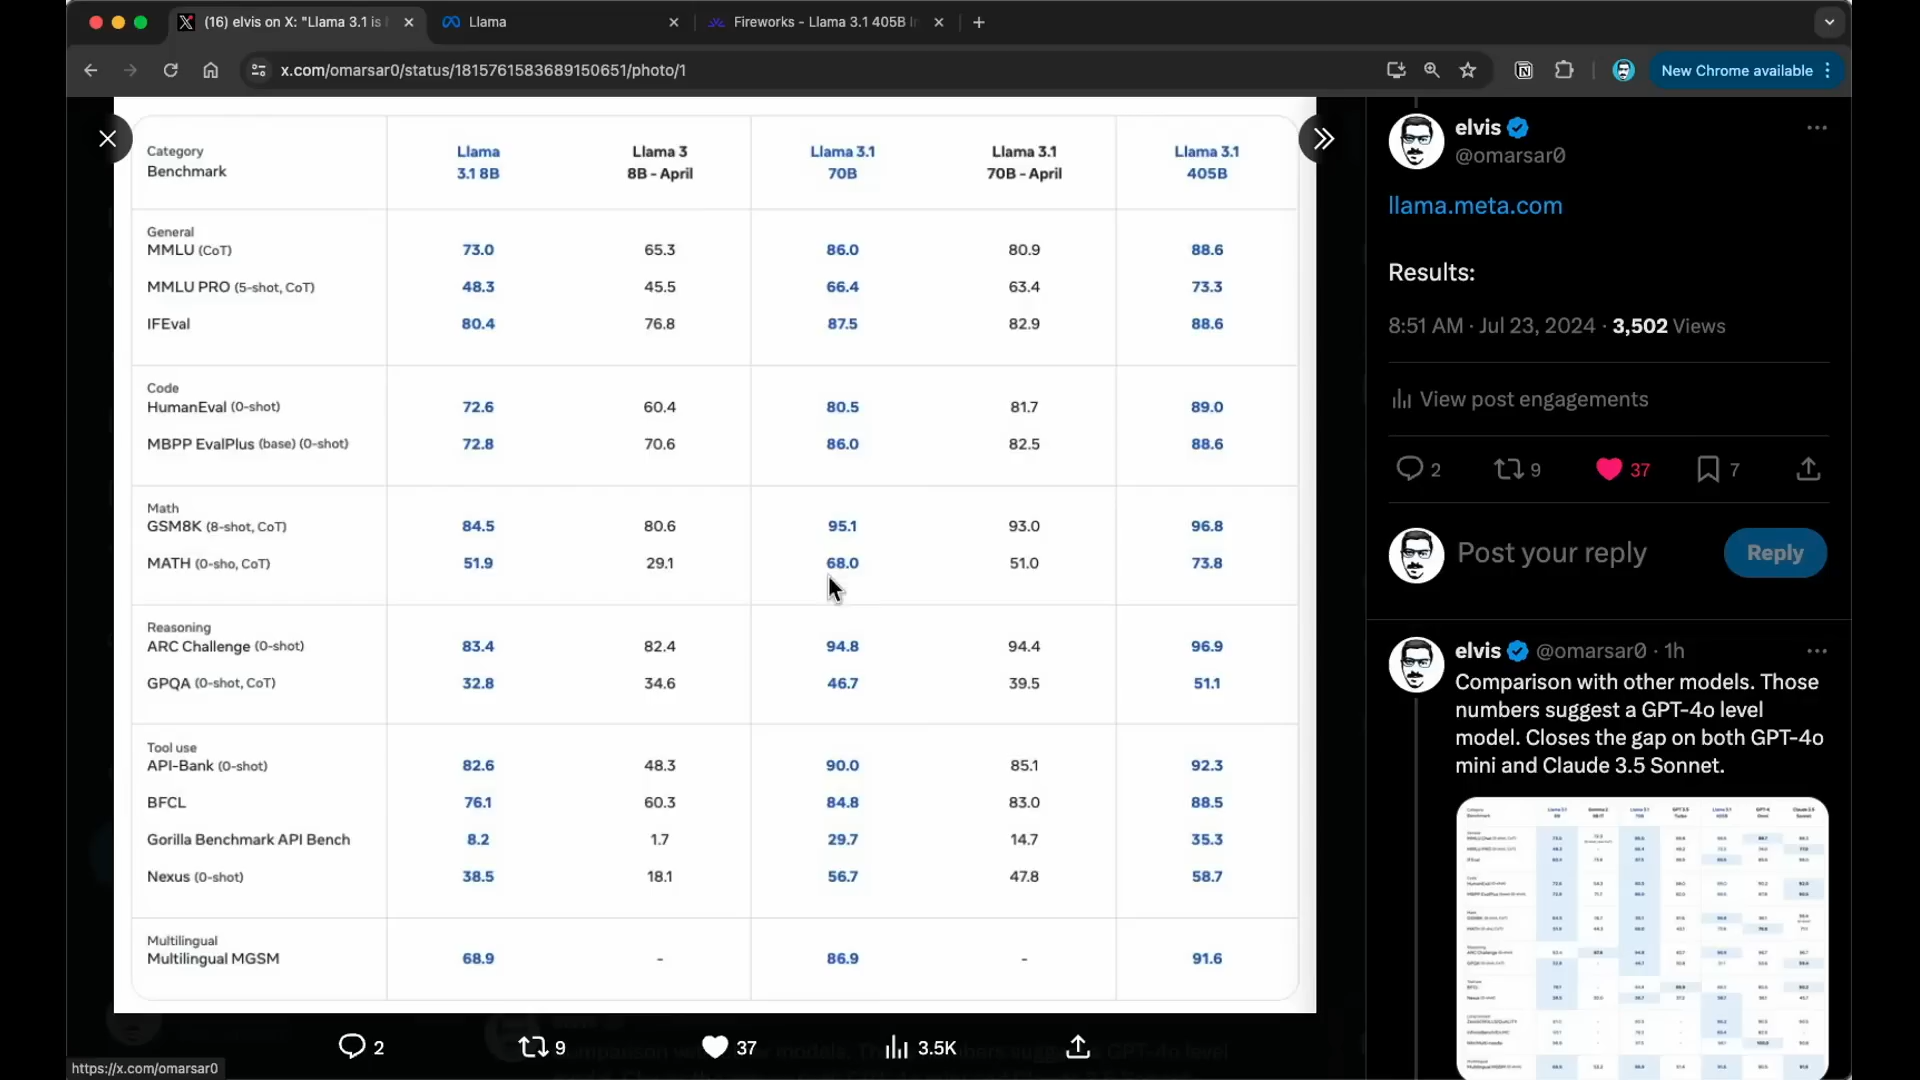 (16) elvis on X: "Llama 3.1 is
Llama
Fireworks - Llama 3.1 405B
x.com/omarsar0/status/1815761583689150651/photo/1
New Chrome available
Category
Benchmark
Llama 3.1 8B
Llama 3 8B - April
Llama 3.1 70B
Llama 3.1 70B - April
Llama 3.1 405B
General
MMLU (CoT) 73.0 65.3 86.0 80.9 88.6
MMLU PRO (5-shot, CoT) 48.3 45.5 66.4 63.4 73.3
IFEval 80.4 76.8 87.5 82.9 88.6
Code
HumanEval (0-shot) 72.6 60.4 80.5 81.7 89.0
MBPP EvalPlus (base) (0-shot) 72.8 70.6 86.0 82.5 88.6
Math
GSM8K (8-shot, CoT) 84.5 80.6 95.1 93.0 96.8
MATH (0-sho, CoT) 51.9 29.1 68.0 51.0 73.8
Reasoning
ARC Challenge (0-shot) 83.4 82.4 94.8 94.4 96.9
GPQA (0-shot, CoT) 32.8 34.6 46.7 39.5 51.1
Tool use
API-Bank (0-shot) 82.6 48.3 90.0 85.1 92.3
BFCL 76.1 60.3 84.8 83.0 88.5
Gorilla Benchmark API Bench 8.2 1.7 29.7 14.7 35.3
Nexus (0-shot) 38.5 18.1 56.7 47.8 58.7
Multilingual
Multilingual MGSM 68.9 - 86.9 - 91.6
2 9 37 3.5K
https://x.com/omarsar0
elvis
@omarsar0
llama.meta.com
Results:
8:51 AM · Jul 23, 2024 · 3,502 Views
View post engagements
2 9 37 7
Post your reply
Reply
elvis @omarsar0 · 1h
Comparison with other models. Those
numbers suggest a GPT-4o level
model. Closes the gap on both GPT-4o
mini and Claude 3.5 Sonnet.